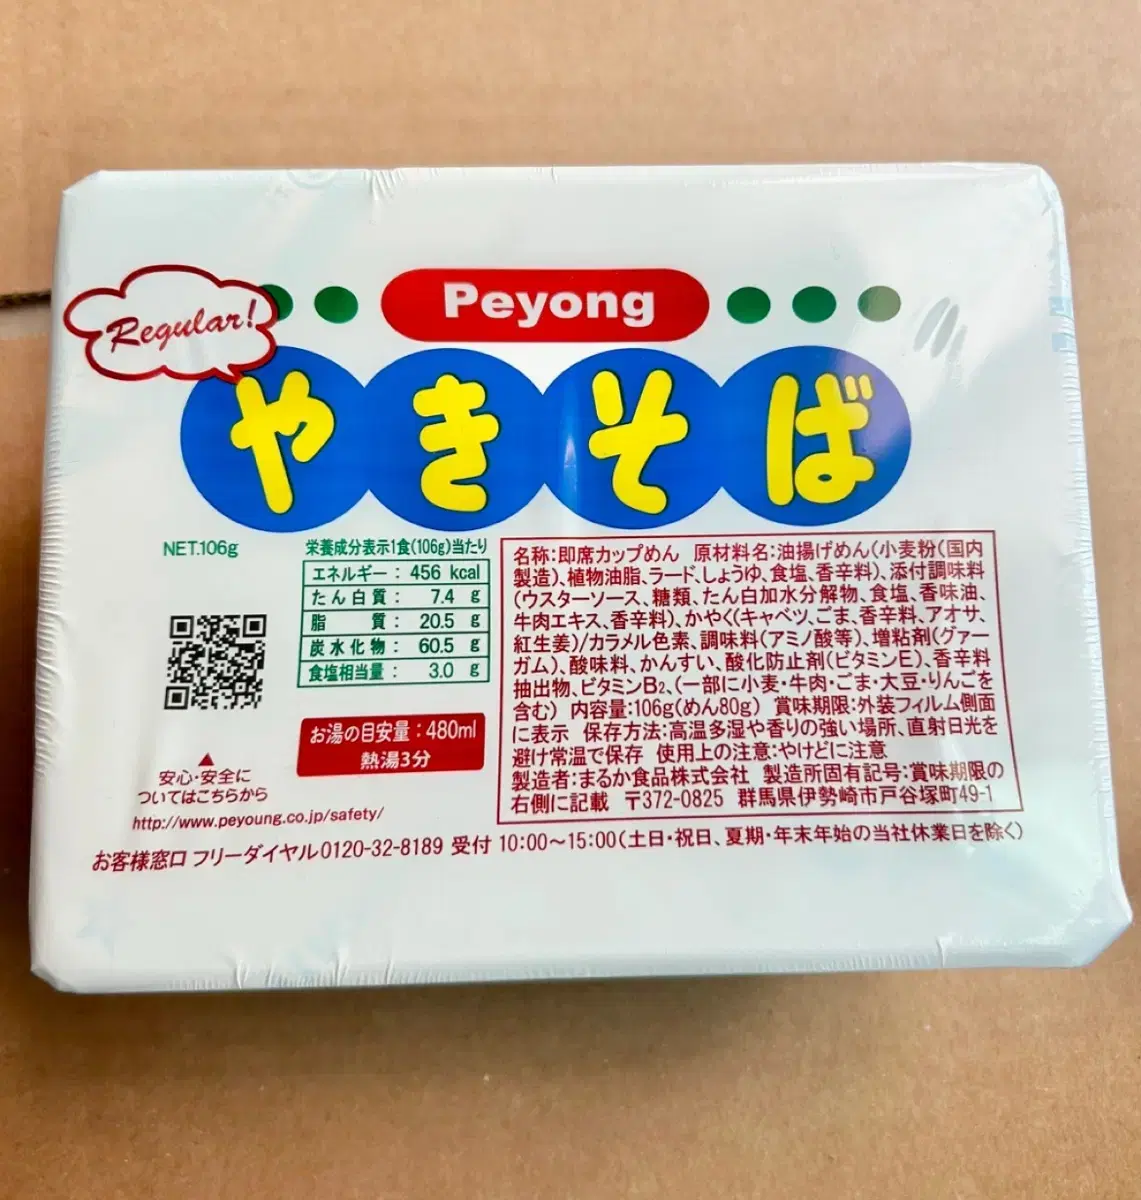 Regular!
Peyong
やきそば
NET.106g
栄養成分表示1食(106g)当たり
エネルギー: 456 kcal
たん白質: 7.4 g
脂質: 20.5 g
炭水化物: 60.5 g
食塩相当量: 3.0 g
お湯の目安量:480ml
熱湯3分
安心・安全に
ついてはこちらから
http://www.peyoung.co.jp/safety/
名称:即席カップめん 原材料名:油揚げめん(小麦粉(国内
製造)、植物油脂、ラード、しょうゆ、食塩、香辛料)、添付調味料
(ウスターソース、糖類、たん白加水分解物、食塩、香味油、
牛肉エキス、香辛料)、かやく(キャベツ、ごま、香辛料、アオサ、
紅生姜)/カラメル色素、調味料(アミノ酸等)、増粘剤(グァー
ガム)、酸味料、かんすい、酸化防止剤(ビタミンE)、香辛料
抽出物、ビタミンB₂、(一部に小麦・牛肉・ごま・大豆・りんごを
含む) 内容量:106g(めん80g) 賞味期限:外装フィルム側面
に表示 保存方法:高温多湿や香りの強い場所、直射日光を
避け常温で保存 使用上の注意:やけどに注意
製造者:まるか食品株式会社 製造所固有記号:賞味期限の
右側に記載 〒372-0825 群馬県伊勢崎市戸谷塚町49-1
お客様窓口 フリーダイヤル0120-32-8189 受付 10:00~15:00(土日・祝日、夏期・年末年始の当社休業日を除く)